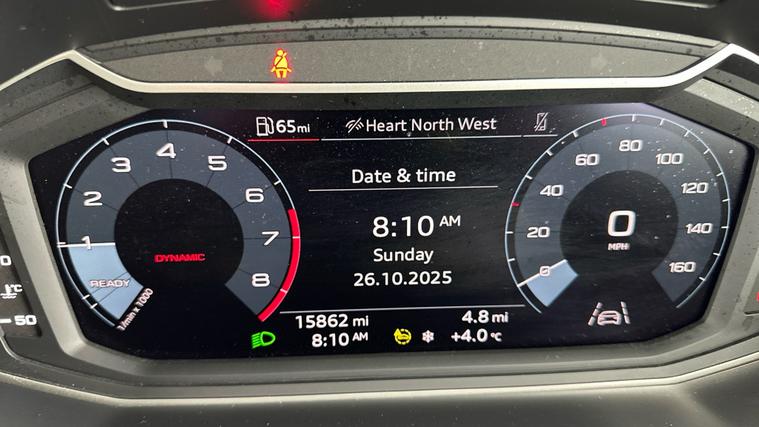 65mi
Heart North West
Date & time
8:10 AM
Sunday
26.10.2025
1
2
3
4
5
6
7
8
READY
DYNAMIC
1/min x 1000
0
20
40
60
80
100
120
140
160
0
MPH
15862 mi
4.8 mi
8:10 AM
+4.0 °C
°C
50